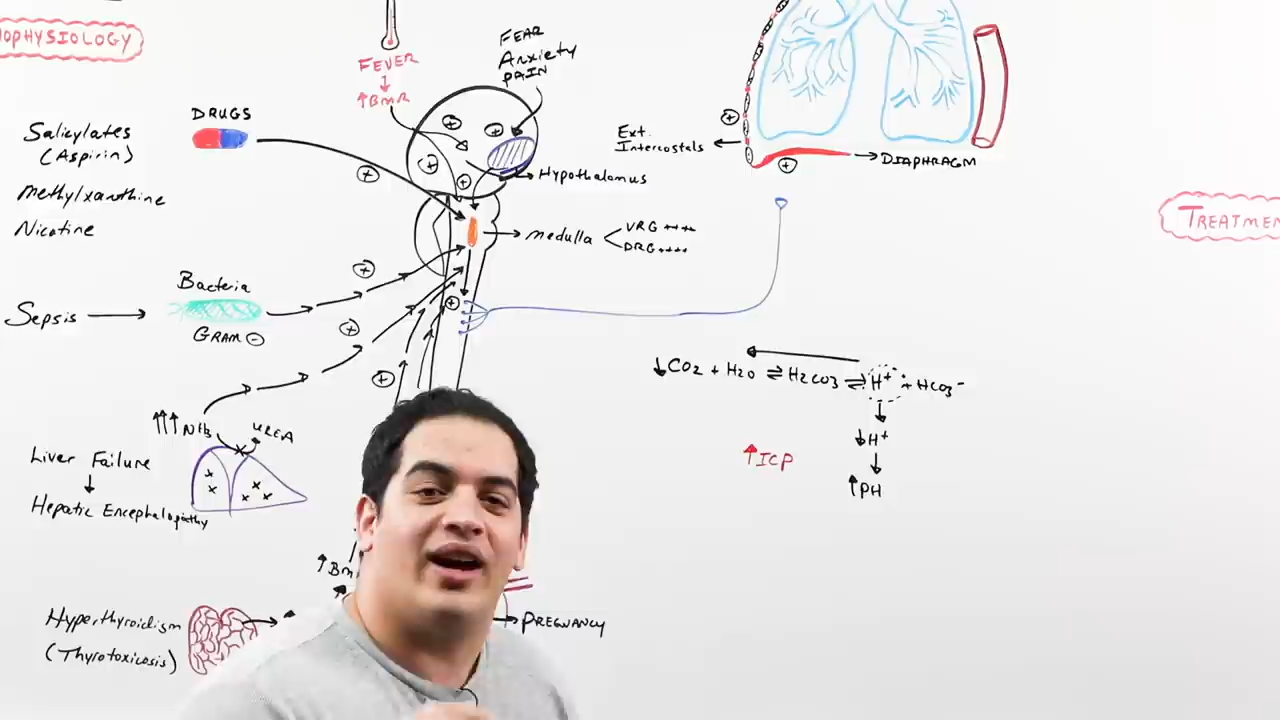 OPHYSIOLOGY
FEVER
↓
↑BMR
FEAR
Anxiety
PAIN
DRUGS
Salicylates
(Aspirin)
Methylxanthine
Nicotine
Hypothalamus
medulla
VRG ++++
DRG ++++
Ext.
Intercostals
DIAPHRAGM
TREATMEN
Sepsis
Bacteria
GRAM ⊖
↓CO2 + H2O ⇌ H2CO3 ⇌ H+ + HCO3-
↓H+
↑PH
↑ICP
↑↑↑NH3
UREA
Liver Failure
↓
Hepatic Encephalopathy
↑Bm
Hyperthyroidism
(Thyrotoxicosis)
PREGNANCY